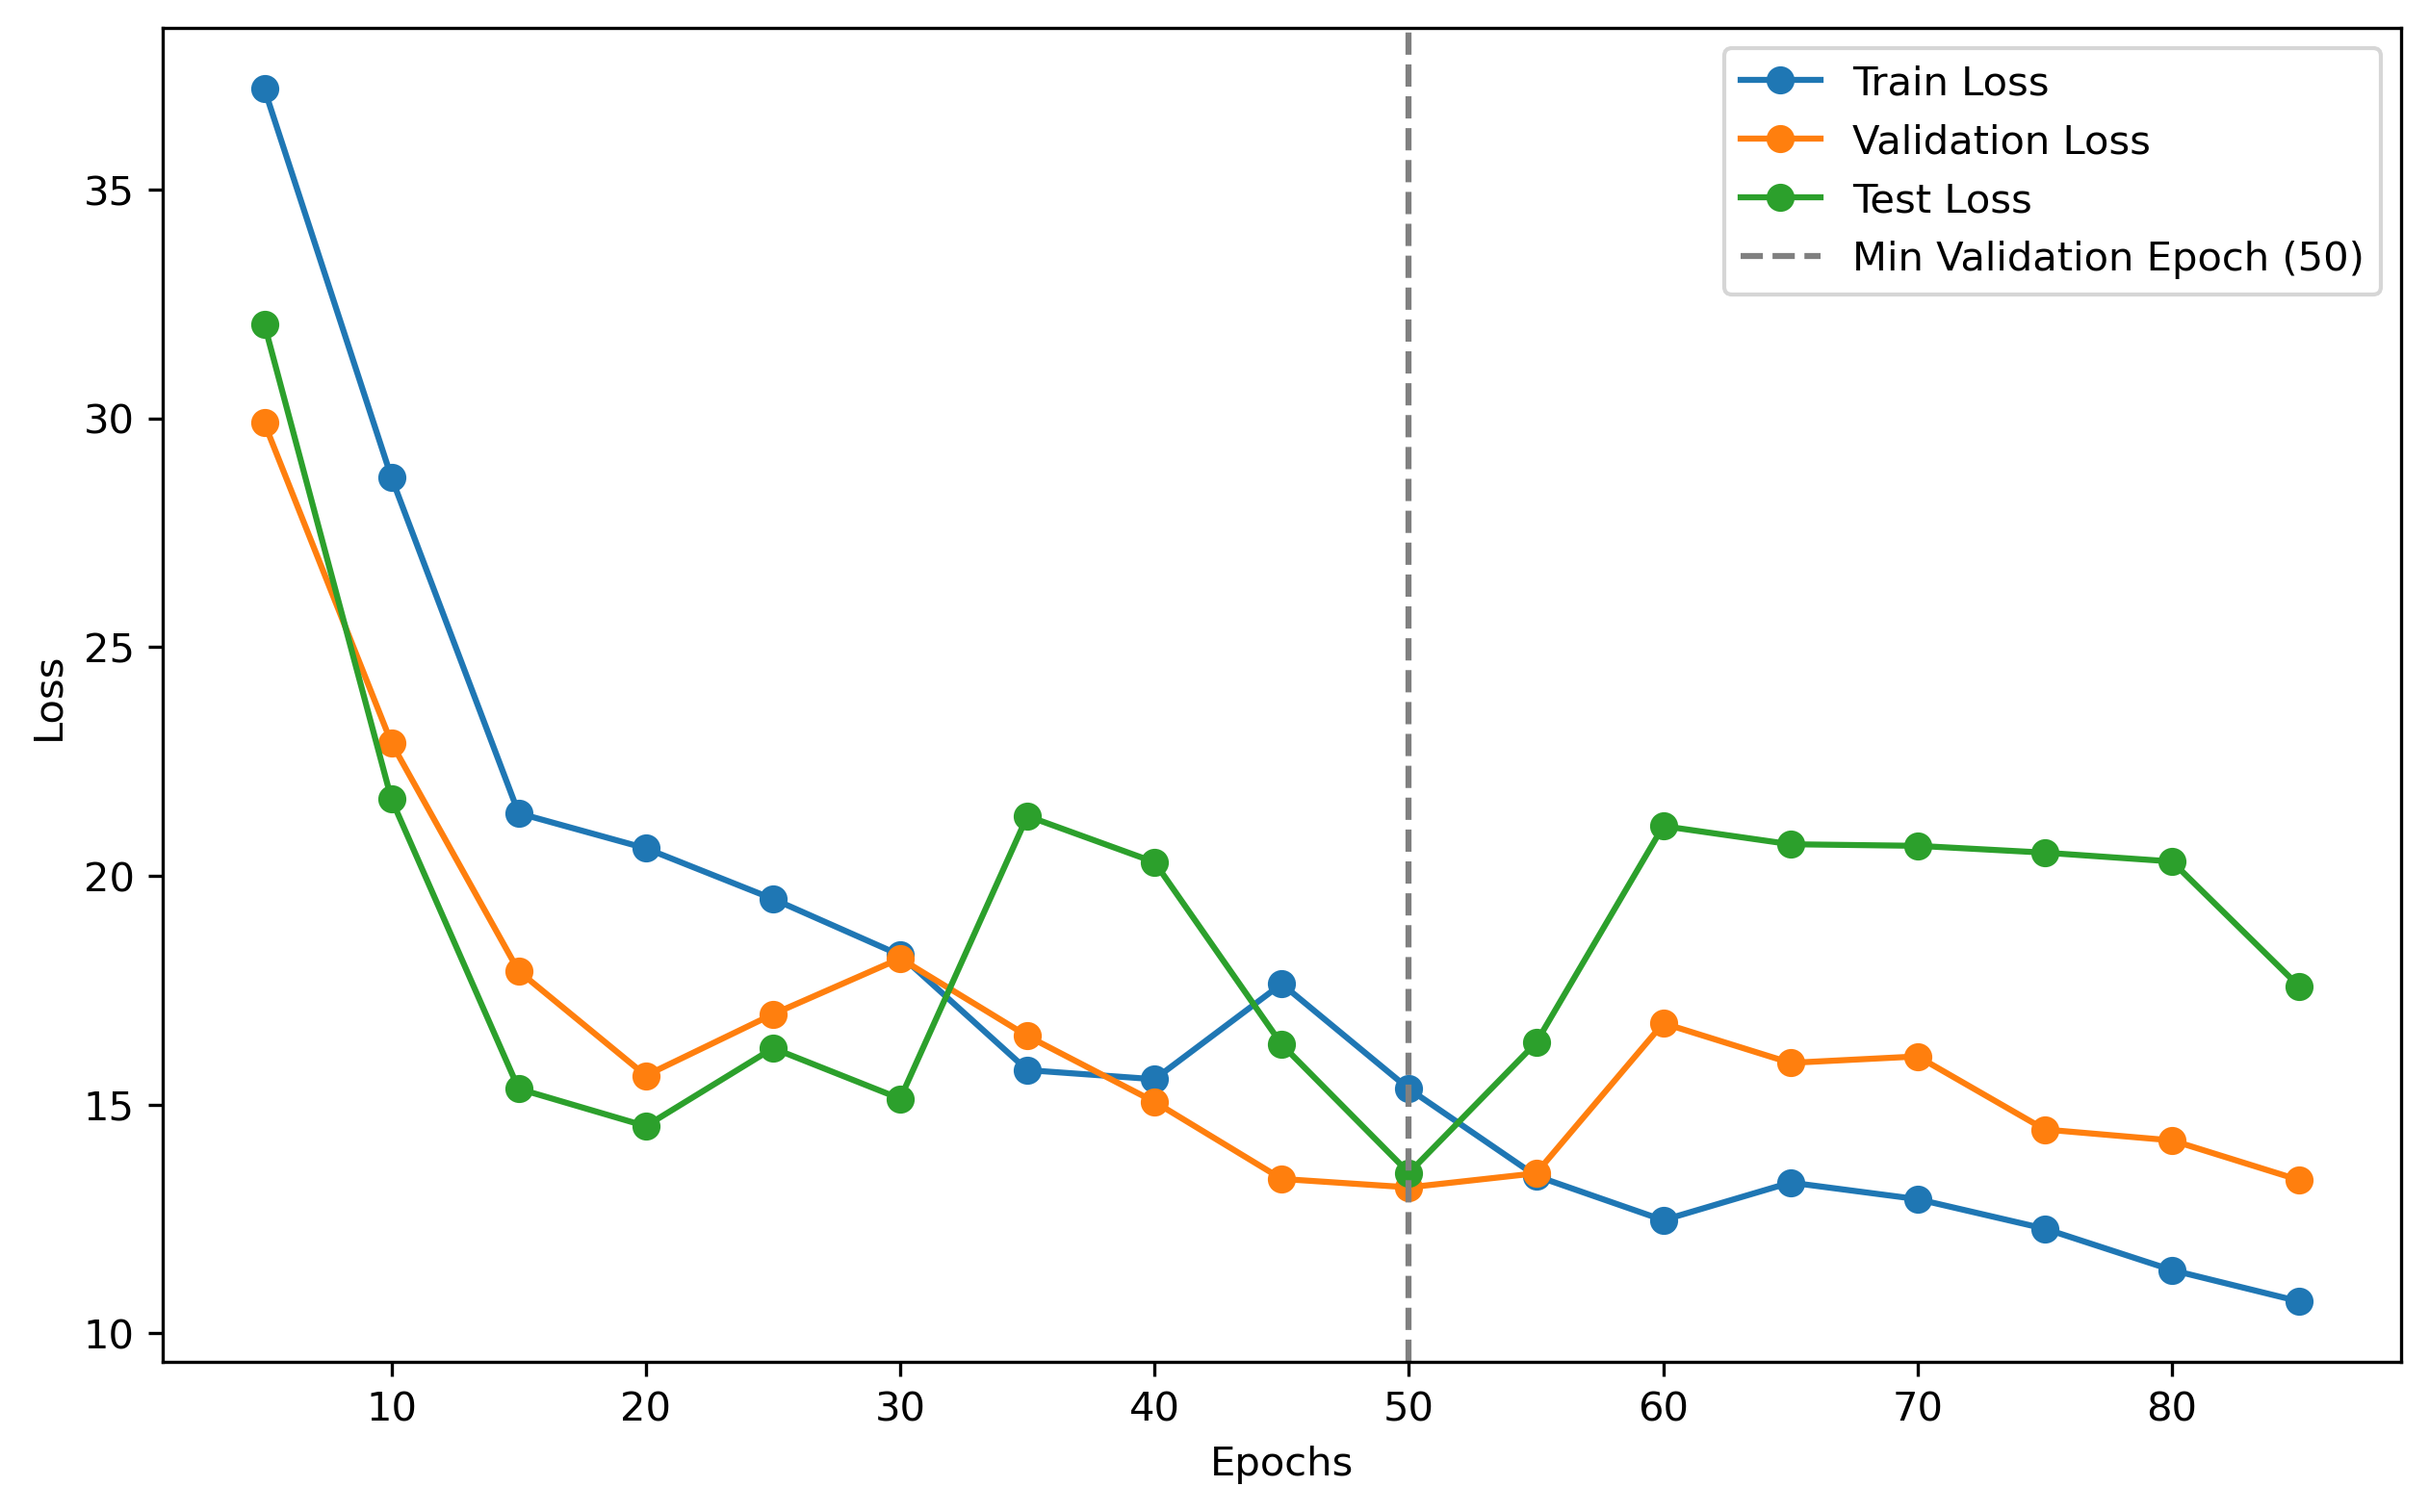 Train Loss
Validation Loss
Test Loss
Min Validation Epoch (50)
35
30
25
20
15
10
Loss
10 20 30 40 50 60 70 80
Epochs